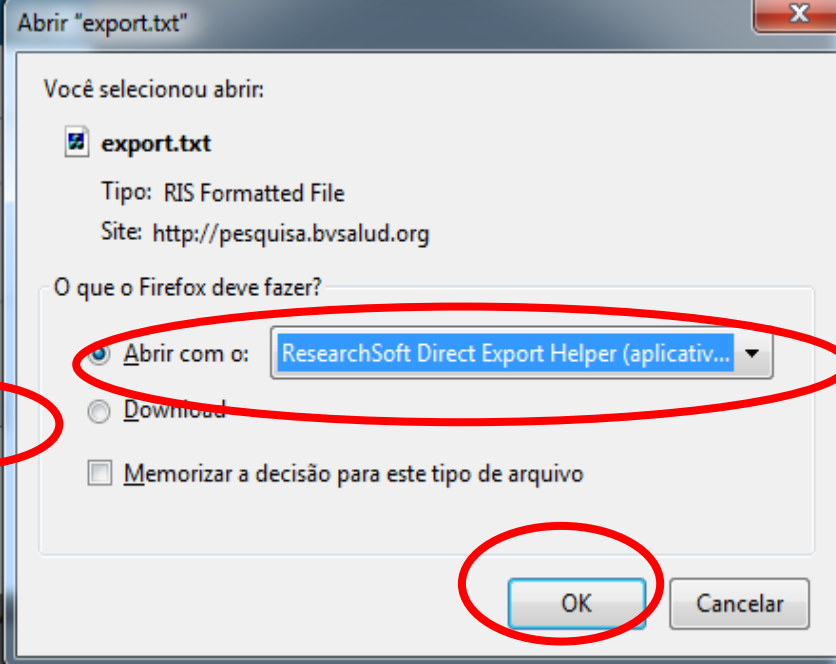 Abrir "export.txt"
Você selecionou abrir:
export.txt
Tipo: RIS Formatted File
Site: http://pesquisa.bvsalud.org
O que o Firefox deve fazer?
Abrir com o: ResearchSoft Direct Export Helper (aplicativ...
Download
Memorizar a decisão para este tipo de arquivo
OK Cancelar